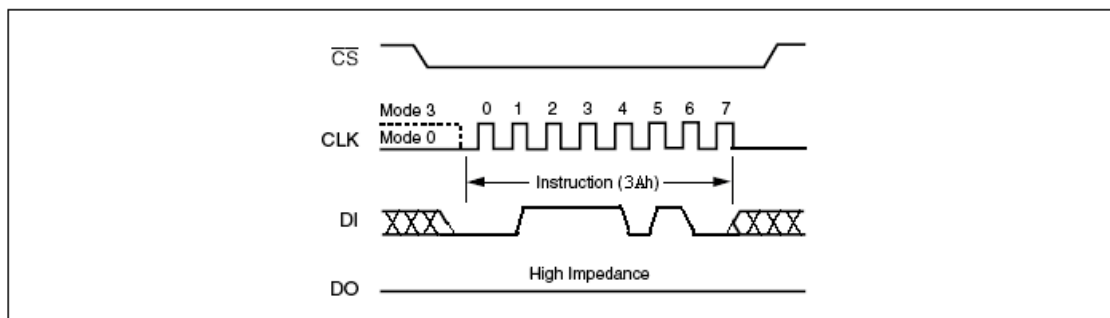 CS
Mode 3
0 1 2 3 4 5 6 7
CLK
Mode 0
Instruction (3Ah)
DI
High Impedance
DO